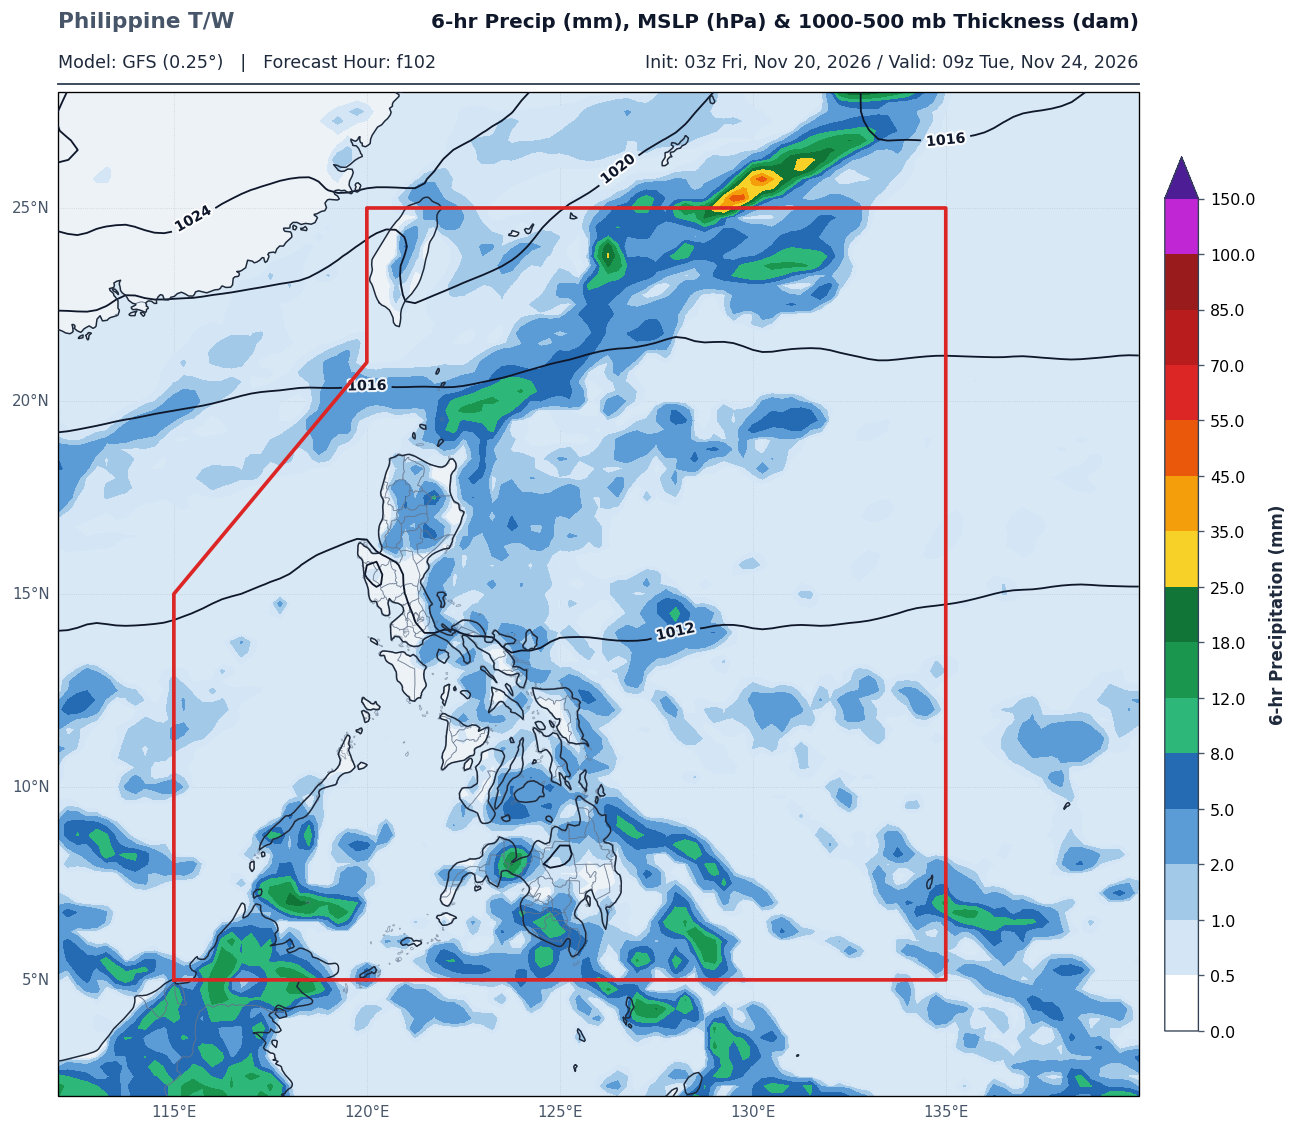 Philippine T/W
6-hr Precip (mm), MSLP (hPa) & 1000-500 mb Thickness (dam)
Model: GFS (0.25°) | Forecast Hour: f102
Init: 03z Fri, Nov 20, 2026 / Valid: 09z Tue, Nov 24, 2026
1016
1020
1024
1016
1012
25°N
20°N
15°N
10°N
5°N
115°E
120°E
125°E
130°E
135°E
150.0
100.0
85.0
70.0
55.0
45.0
35.0
25.0
18.0
12.0
8.0
5.0
2.0
1.0
0.5
0.0
6-hr Precipitation (mm)